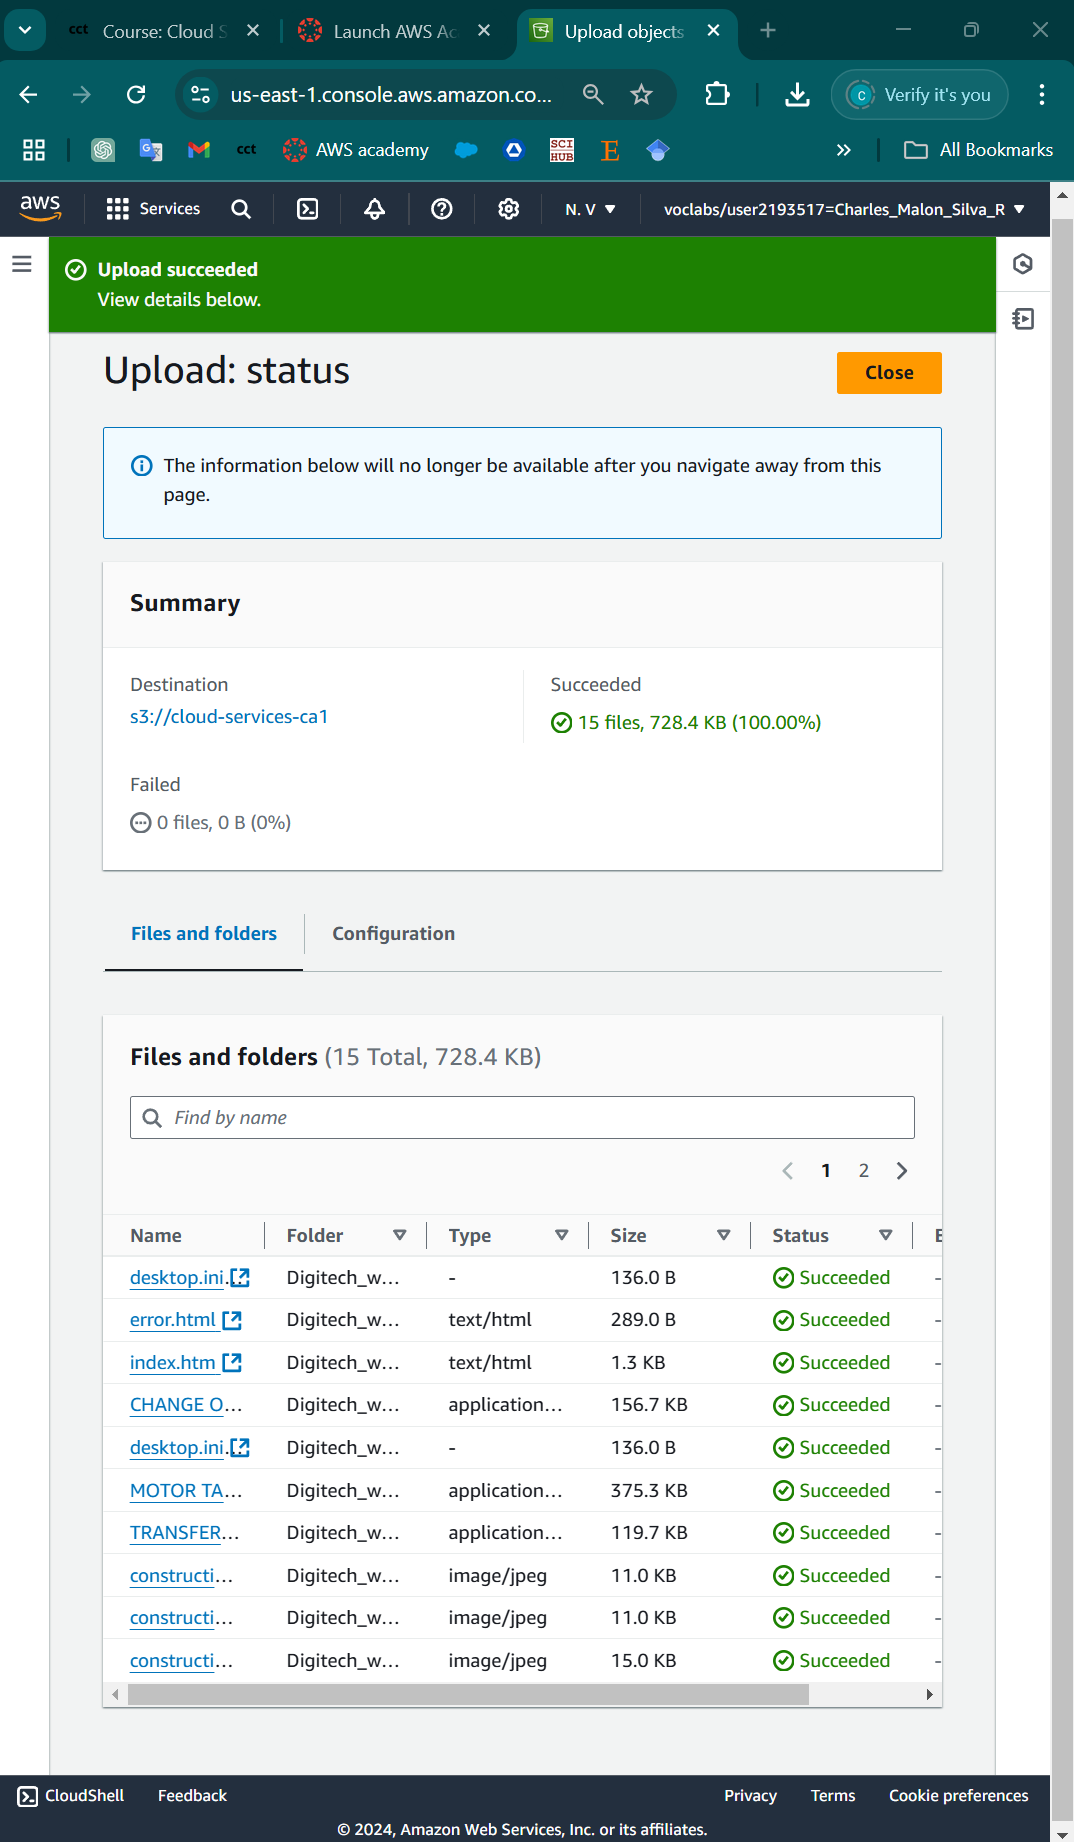 cct Course: Cloud S
Launch AWS Ac
Upload objects
us-east-1.console.aws.amazon.co...
Verify it's you
cct
AWS academy
SCI HUB
E
All Bookmarks
aws
Services
N. V
voclabs/user2193517=Charles_Malon_Silva_R
Upload succeeded
View details below.
Upload: status
Close
The information below will no longer be available after you navigate away from this
page.
Summary
Destination
s3://cloud-services-ca1
Succeeded
15 files, 728.4 KB (100.00%)
Failed
0 files, 0 B (0%)
Files and folders
Configuration
Files and folders (15 Total, 728.4 KB)
Find by name
1 2
Name Folder Type Size Status E
desktop.ini... Digitech_w... - 136.0 B Succeeded -
error.html Digitech_w... text/html 289.0 B Succeeded -
index.htm Digitech_w... text/html 1.3 KB Succeeded -
CHANGE O... Digitech_w... application... 156.7 KB Succeeded -
desktop.ini... Digitech_w... - 136.0 B Succeeded -
MOTOR TA... Digitech_w... application... 375.3 KB Succeeded -
TRANSFER... Digitech_w... application... 119.7 KB Succeeded -
constructi... Digitech_w... image/jpeg 11.0 KB Succeeded -
constructi... Digitech_w... image/jpeg 11.0 KB Succeeded -
constructi... Digitech_w... image/jpeg 15.0 KB Succeeded -
CloudShell Feedback Privacy Terms Cookie preferences
© 2024, Amazon Web Services, Inc. or its affiliates.